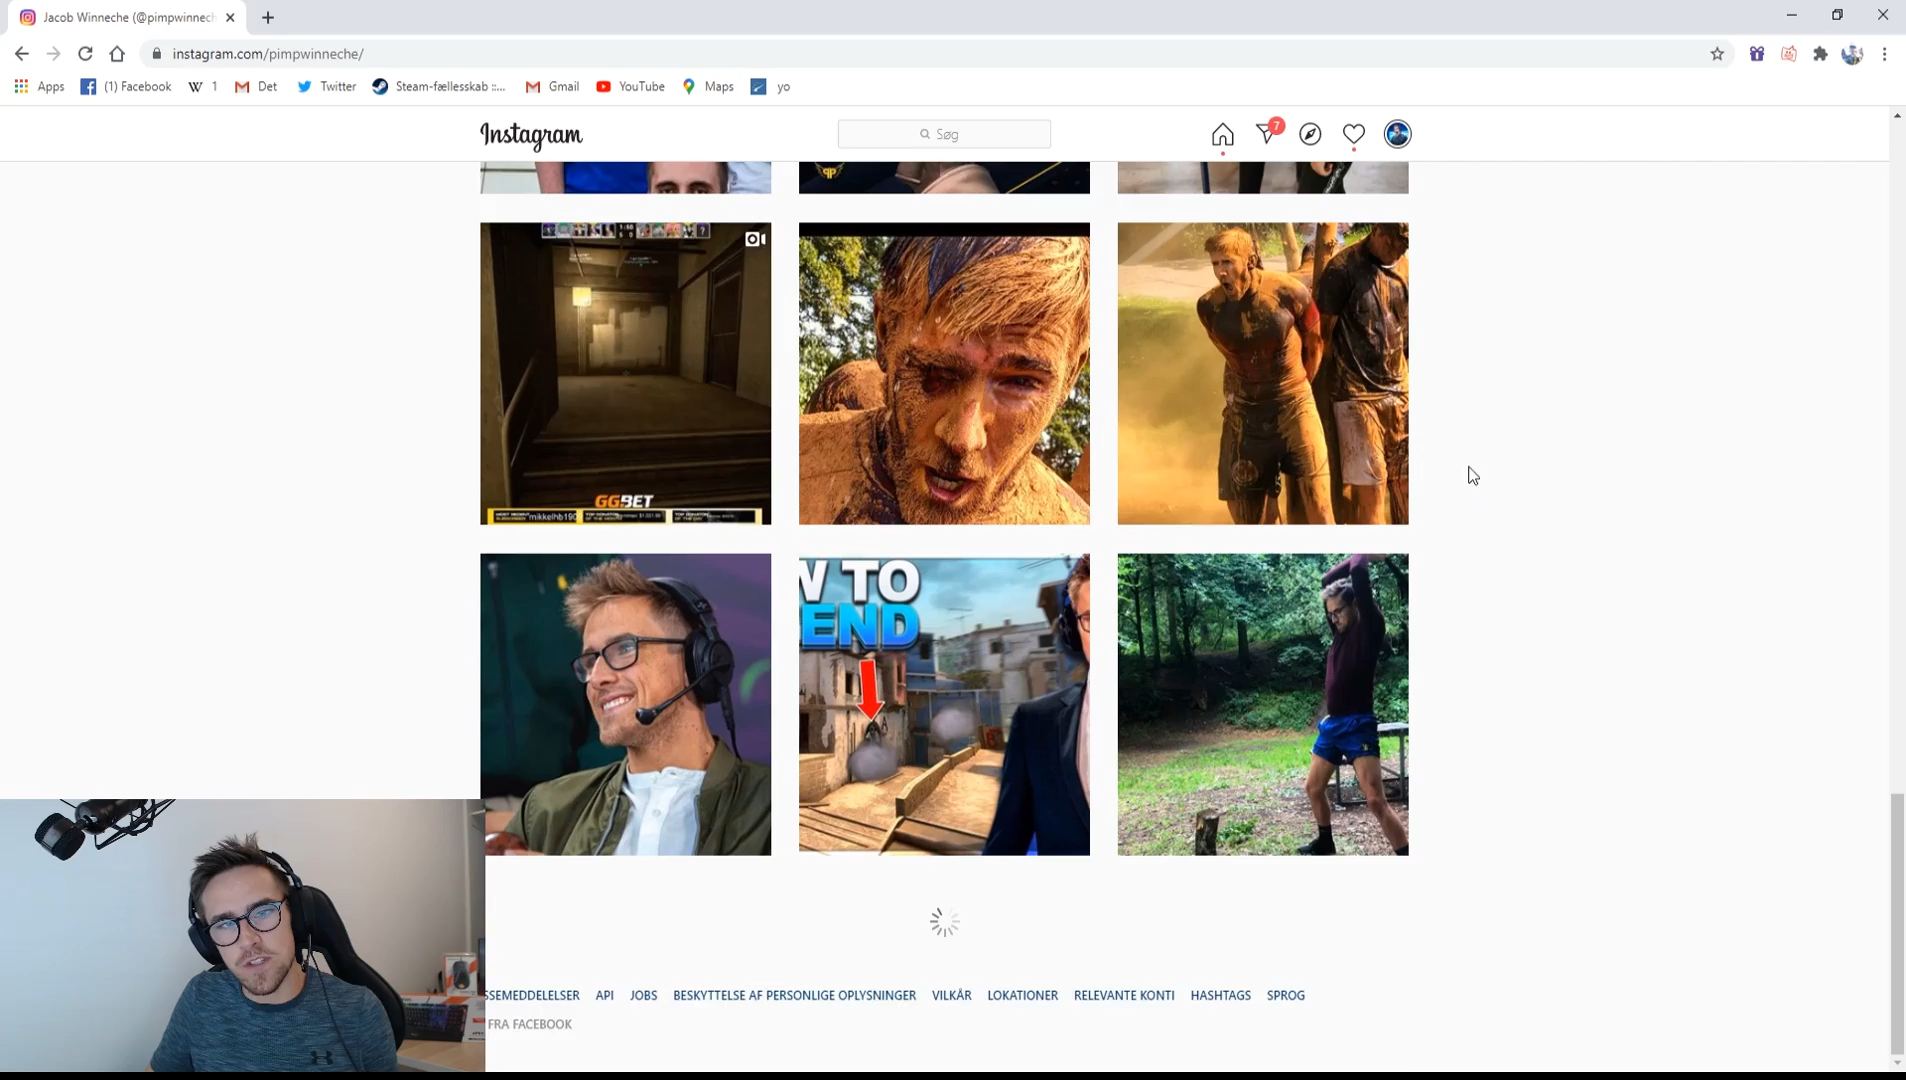 Jacob Winneche (@pimpwinnech
instagram.com/pimpwinneche/
Apps (1) Facebook 1 Det Twitter Steam-fællesskab ::... Gmail YouTube Maps yo
Instagram
Søg
7
GGBET
mikkelhb190
W TO
END
SSEMEDDELELSER API JOBS BESKYTTELSE AF PERSONLIGE OPLYSNINGER VILKÅR LOKATIONER RELEVANTE KONTI HASHTAGS SPROG
FRA FACEBOOK